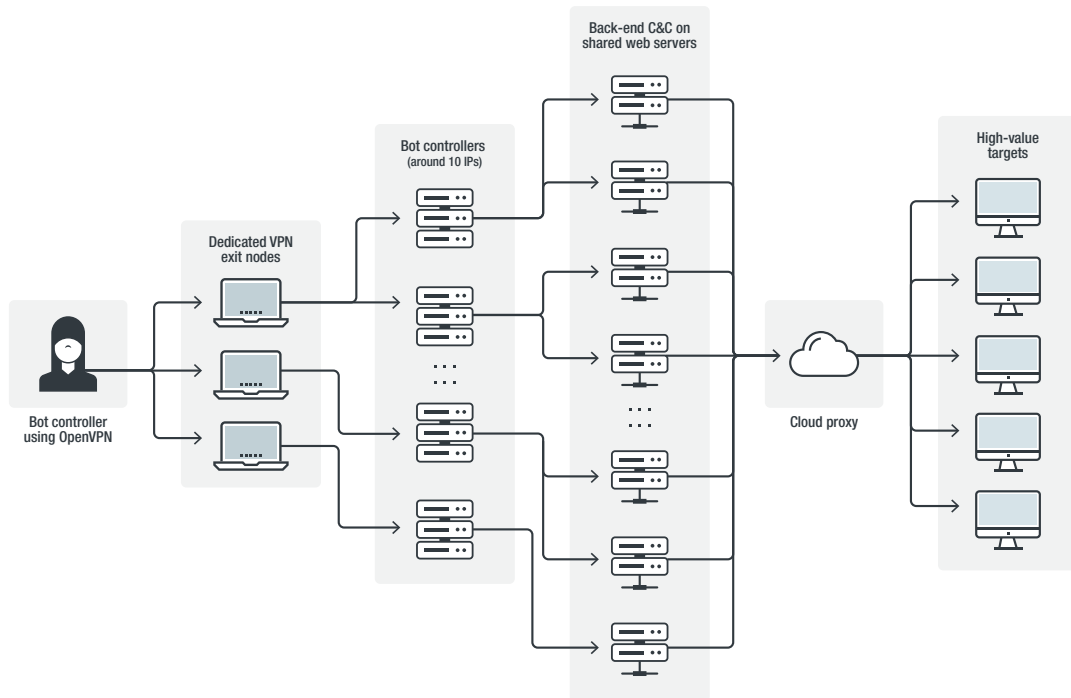 Bot controller
using OpenVPN
Dedicated VPN
exit nodes
Bot controllers
(around 10 IPs)
Back-end C&C on
shared web servers
Cloud proxy
High-value
targets